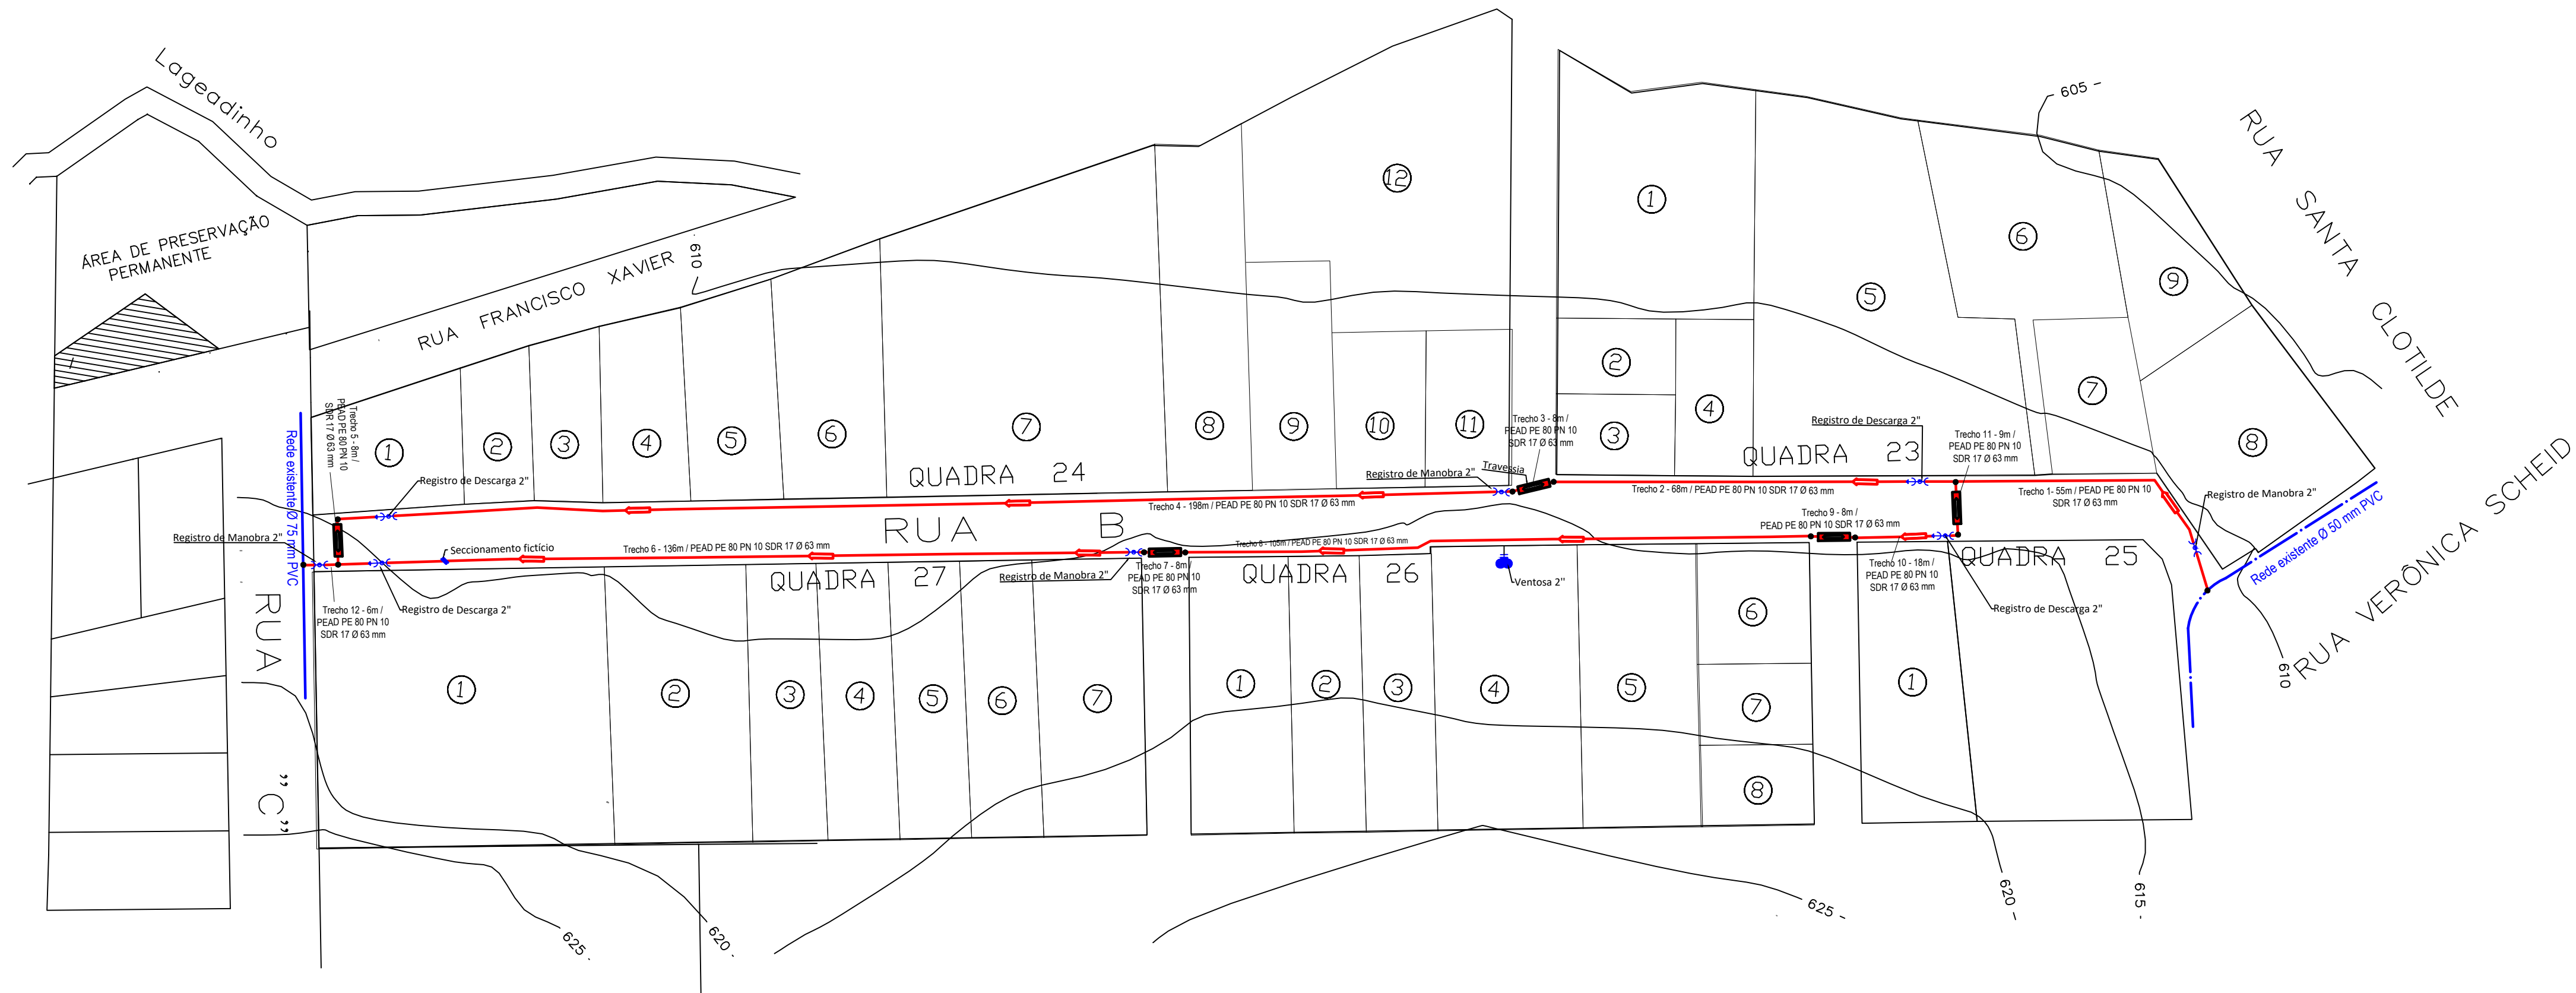 Lageadinho
ÁREA DE PRESERVAÇÃO
PERMANENTE
RUA FRANCISCO XAVIER
- 610
- 605 -
RUA SANTA CLOTILDE
RUA VERÔNICA SCHEID
12
1
6
5
9
2
3
4
7
8
QUADRA 23
1
2
3
4
5
6
7
8
9
10
11
QUADRA 24
Trecho 5 - 8m /
PEAD PE 80 PN 10
SDR 17 Ø 63 mm
Rede existente Ø 75 mm PVC
Registro de Descarga 2"
Registro de Manobra 2"
Travessia
Trecho 3 - 8m /
PEAD PE 80 PN 10
SDR 17 Ø 63 mm
Registro de Descarga 2"
Trecho 11 - 9m /
PEAD PE 80 PN 10
SDR 17 Ø 63 mm
Trecho 2 - 68m / PEAD PE 80 PN 10 SDR 17 Ø 63 mm
Trecho 1- 55m / PEAD PE 80 PN 10
SDR 17 Ø 63 mm
Registro de Manobra 2"
Trecho 4 - 198m / PEAD PE 80 PN 10 SDR 17 Ø 63 mm
RUA B
Trecho 9 - 8m /
PEAD PE 80 PN 10 SDR 17 Ø 63 mm
Registro de Manobra 2"
Seccionamento fictício
Trecho 6 - 136m / PEAD PE 80 PN 10 SDR 17 Ø 63 mm
Trecho 8 - 105m / PEAD PE 80 PN 10 SDR 17 Ø 63 mm
Rede existente Ø 50 mm PVC
QUADRA 27
Registro de Manobra 2"
Trecho 7 - 8m /
PEAD PE 80 PN 10
SDR 17 Ø 63 mm
QUADRA 26
Ventosa 2"
Trecho 10 - 18m /
PEAD PE 80 PN 10
SDR 17 Ø 63 mm
QUADRA 25
Registro de Descarga 2"
Trecho 12 - 6m /
PEAD PE 80 PN 10
SDR 17 Ø 63 mm
Registro de Descarga 2"
RUA "C"
1
2
3
4
5
6
7
1
2
3
4
5
6
7
8
1
610
625 -
620 -
625 -
620 -
615 -